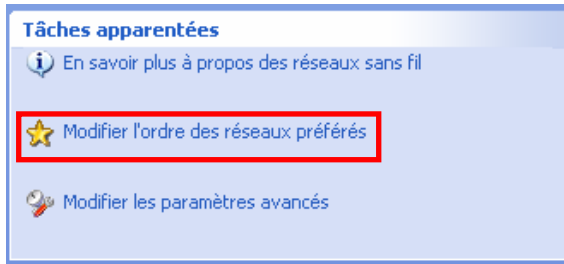 Tâches apparentées
En savoir plus à propos des réseaux sans fil
Modifier l'ordre des réseaux préférés
Modifier les paramètres avancés